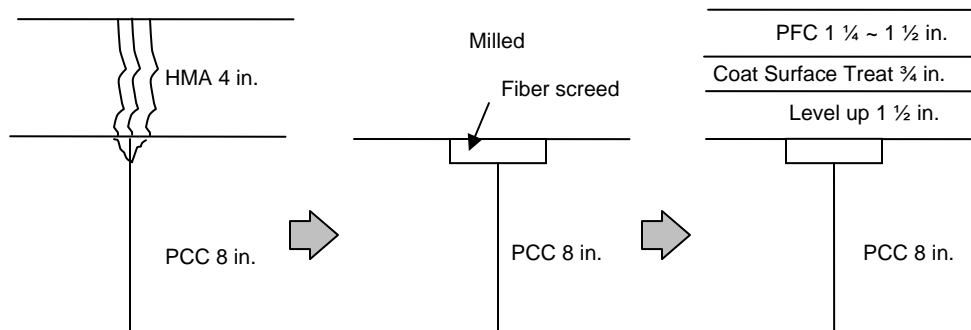 HMA 4 in.
PCC 8 in.
Milled
Fiber screed
PCC 8 in.
PFC 1 ¼ ~ 1 ½ in.
Coat Surface Treat ¾ in.
Level up 1 ½ in.
PCC 8 in.